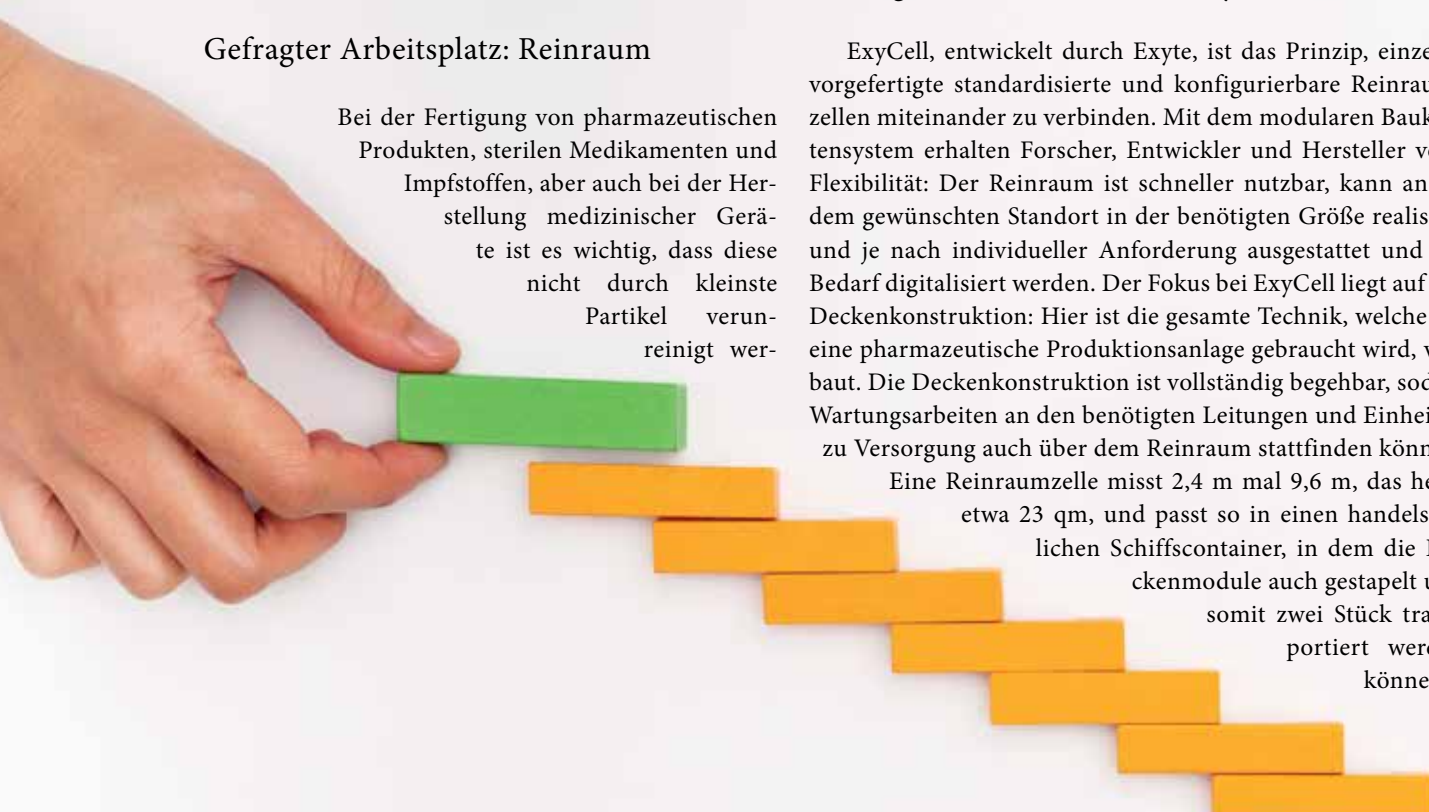 Gefragter Arbeitsplatz: Reinraum
Bei der Fertigung von pharmazeutischen
Produkten, sterilen Medikamenten und
Impfstoffen, aber auch bei der Her-
stellung medizinischer Gerä-
te ist es wichtig, dass diese
nicht durch kleinste
Partikel verun-
reinigt wer-
ExyCell, entwickelt durch Exyte, ist das Prinzip, einze
vorgefertigte standardisierte und konfigurierbare Reinrau
zellen miteinander zu verbinden. Mit dem modularen Bauk
tensystem erhalten Forscher, Entwickler und Hersteller
Flexibilität: Der Reinraum ist schneller nutzbar, kann an
dem gewünschten Standort in der benötigten Größe realis
und je nach individueller Anforderung ausgestattet und
Bedarf digitalisiert werden. Der Fokus bei ExyCell liegt auf
Deckenkonstruktion: Hier ist die gesamte Technik, welche
eine pharmazeutische Produktionsanlage gebraucht wird,
baut. Die Deckenkonstruktion ist vollständig begehbar, sod
Wartungsarbeiten an den benötigten Leitungen und Einhei
zu Versorgung auch über dem Reinraum stattfinden könn
Eine Reinraumzelle misst 2,4 m mal 9,6 m, das he
etwa 23 qm, und passt so in einen handels
lichen Schiffscontainer, in dem die
ckenmodule auch gestapelt u
somit zwei Stück tra
portiert wer
könne